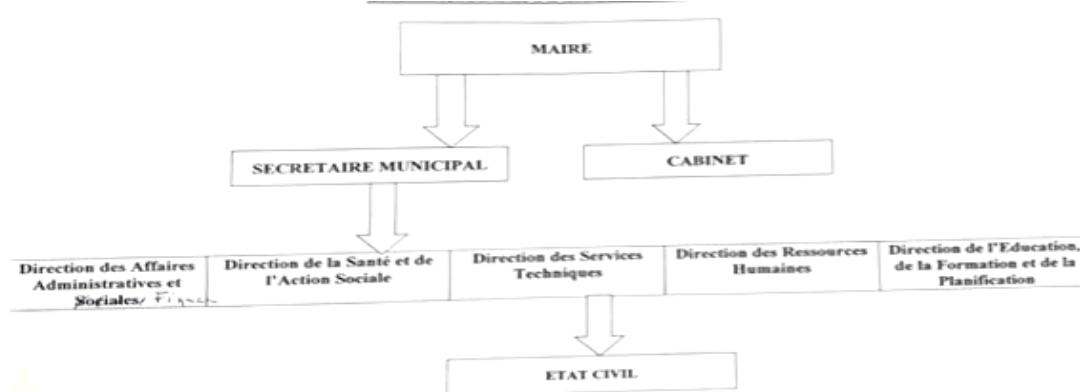 MAIRE
SECRETAIRE MUNICIPAL
CABINET
Direction des Affaires
Administratives et
Sociales/
Direction de la Santé et de
l'Action Sociale
Direction des Services
Techniques
Direction des Ressources
Humaines
Direction de l'Education,
de la Formation et de la
Planification
ETAT CIVIL